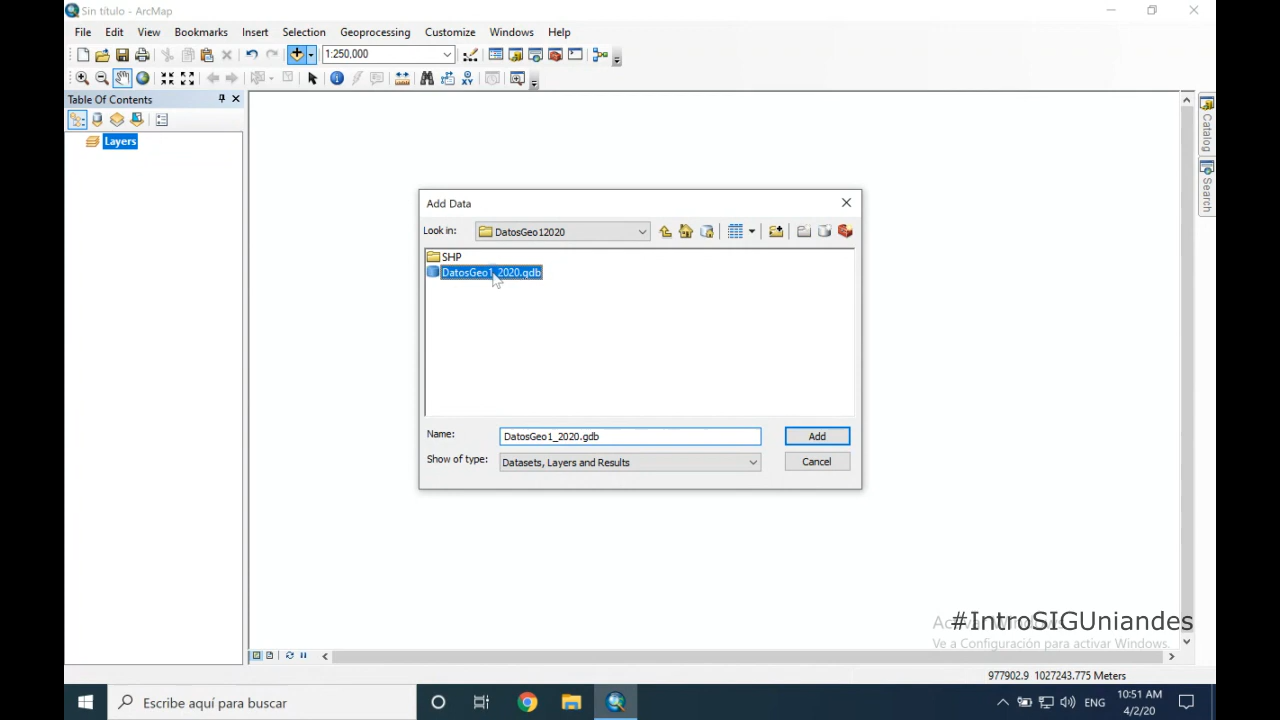 Sin título - ArcMap
File Edit View Bookmarks Insert Selection Geoprocessing Customize Windows Help
1:250,000
Table Of Contents
Layers
Catalog
Search
Add Data
Look in: DatosGeo12020
SHP
DatosGeo1_2020.gdb
Name: DatosGeo1_2020.gdb Add
Show of type: Datasets, Layers and Results Cancel
#IntroSIGUniandes
Ve a Configuración para activar Windows.
977902.9 1027243.775 Meters
Escribe aquí para buscar
ENG
10:51 AM
4/2/20